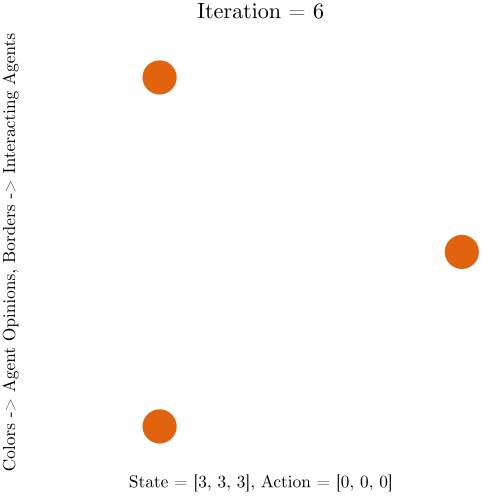 Iteration = 6
Colors -> Agent Opinions, Borders -> Interacting Agents
State = [3, 3, 3], Action = [0, 0, 0]